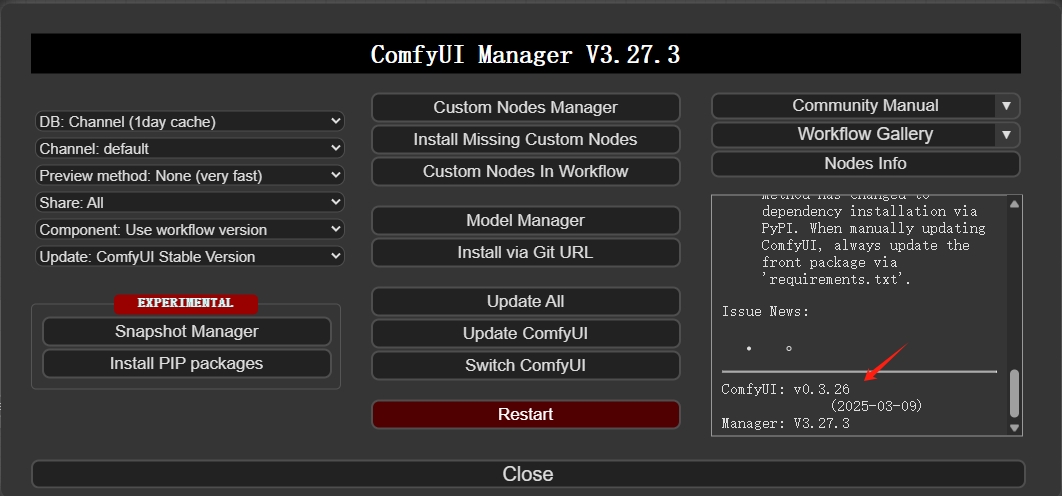 ComfyUI Manager V3.27.3
DB: Channel (1day cache)
Channel: default
Preview method: None (very fast)
Share: All
Component: Use workflow version
Update: ComfyUI Stable Version
EXPERIMENTAL
Snapshot Manager
Install PIP packages
Custom Nodes Manager
Install Missing Custom Nodes
Custom Nodes In Workflow
Model Manager
Install via Git URL
Update All
Update ComfyUI
Switch ComfyUI
Restart
Community Manual
Workflow Gallery
Nodes Info
method has changed to
dependency installation via
PyPI. When manually updating
ComfyUI, always update the
front package via
'requirements.txt'.
Issue News:
ComfyUI: v0.3.26
(2025-03-09)
Manager: V3.27.3
Close